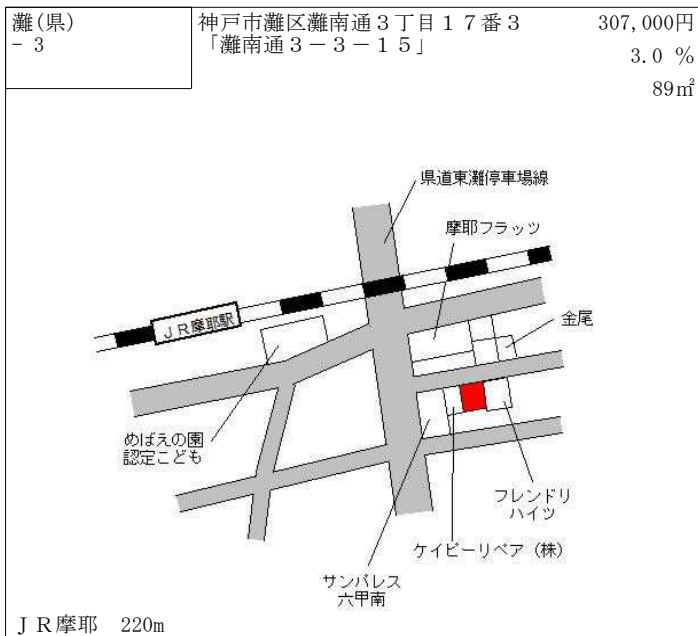 灘(県)
- 3
神戸市灘区灘南通３丁目１７番３
「灘南通３－３－１５」
307,000円
3.0 %
89㎡
県道東灘停車場線
摩耶フラッツ
ＪＲ摩耶駅
金尾
めばえの園
認定こども
フレンドリ
ハイツ
ケイビーリペア（株）
サンパレス
六甲南
ＪＲ摩耶　220m